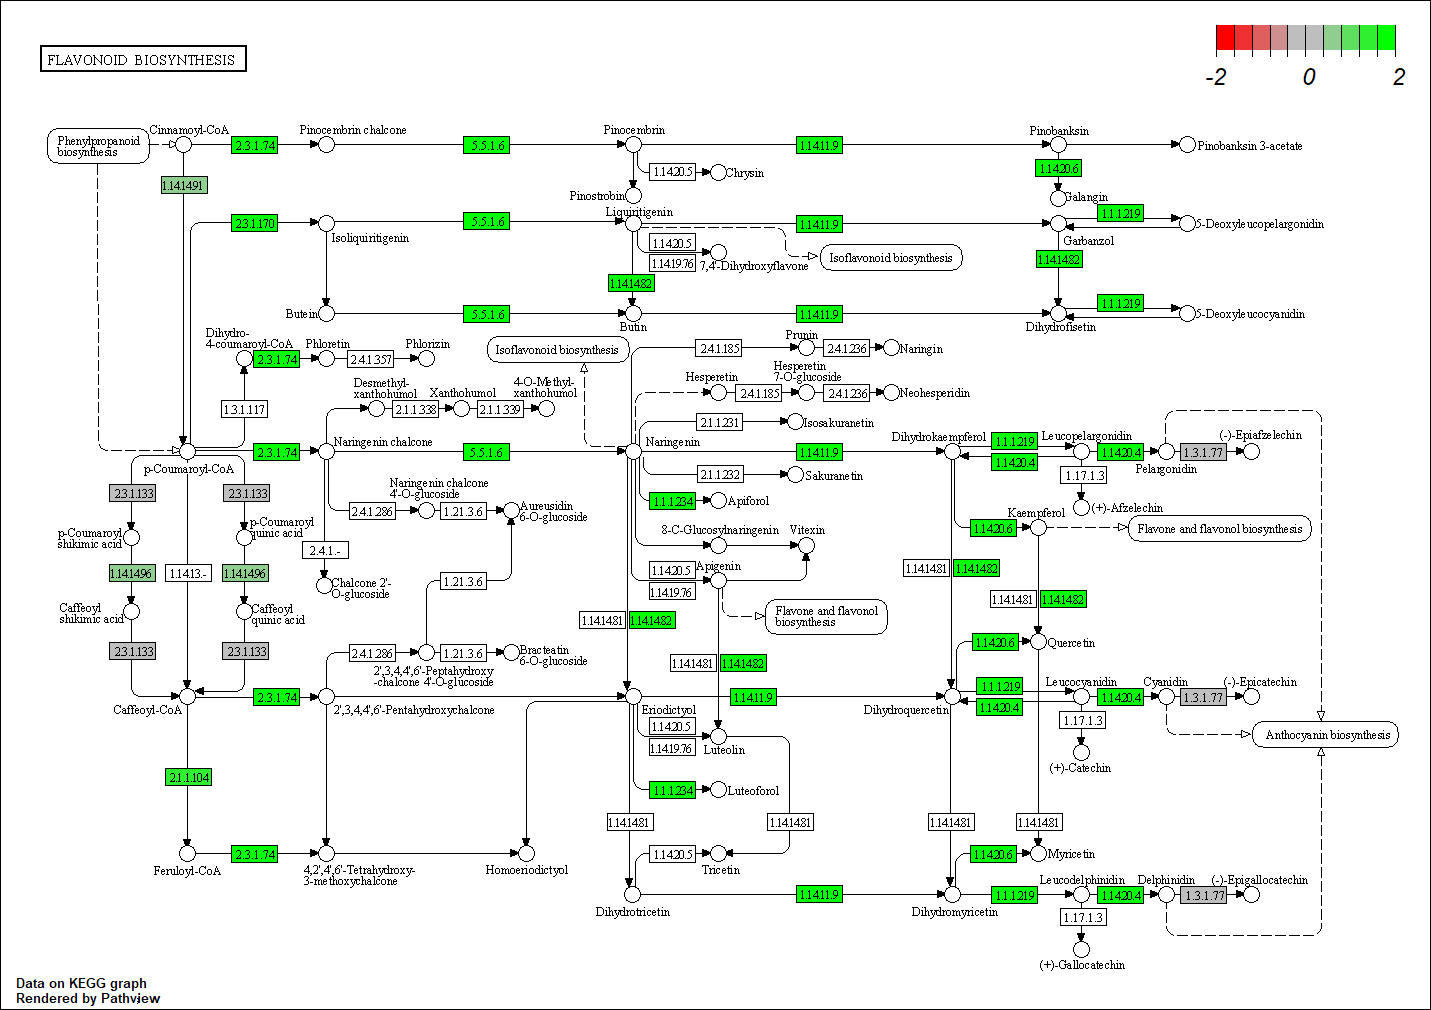 FLAVONOID BIOSYNTHESIS
-2 0 2
Phenylpropanoid
biosynthesis
Cinnamoyl-CoA
2.3.1.74
Pinocembrin chalcone
5.5.1.6
Pinocembrin
1.14.11.9
Pinobanksin
Pinobanksin 3-acetate
1.14.20.5
Chrysin
1.14.20.6
1.14.14.91
Pinostrobin
Galangin
2.3.1.170
Isoliquiritigenin
5.5.1.6
Liquiritigenin
1.14.11.9
Garbanzol
1.1.1.219
5-Deoxyleucopelargonidin
1.14.20.5
1.14.19.76
7,4'-Dihydroxyflavone
Isoflavonoid biosynthesis
1.14.14.82
1.14.14.82
Butein
5.5.1.6
Butin
1.14.11.9
Dihydrofisetin
1.1.1.219
5-Deoxyleucocyanidin
Dihydro-
4-coumaroyl-CoA
2.3.1.74
Phloretin
2.4.1.357
Phlorizin
Isoflavonoid biosynthesis
2.4.1.185
Prunin
2.4.1.236
Naringin
1.3.1.117
Desmethyl-
xanthohumol
2.1.1.338
Xanthohumol
2.1.1.339
4-O-Methyl-
xanthohumol
Hesperetin
2.4.1.185
Hesperetin
7-O-glucoside
2.4.1.236
Neohesperidin
2.1.1.231
Isosakuranetin
p-Coumaroyl-CoA
2.3.1.74
Naringenin chalcone
5.5.1.6
Naringenin
1.14.11.9
Dihydrokaempferol
1.1.1.219
1.14.20.4
Leucopelargonidin
1.14.20.4
Pelargonidin
1.3.1.77
(-)-Epiafzelechin
2.1.1.232
Sakuranetin
1.17.1.3
(+)-Afzelechin
2.3.1.133
2.3.1.133
Naringenin chalcone
4'-O-glucoside
2.4.1.286
1.21.3.6
Aureusidin
6-O-glucoside
1.1.1.234
Apiforol
1.14.20.6
Kaempferol
Flavone and flavonol biosynthesis
p-Coumaroyl
shikimic acid
p-Coumaroyl
quinic acid
2.4.1.-
8-C-Glucosylnaringenin
Vitexin
1.14.14.96
1.14.13.-
1.14.14.96
Chalcone 2'-
O-glucoside
1.21.3.6
1.14.20.5
1.14.19.76
Apigenin
1.14.14.81
1.14.14.82
1.14.14.81
1.14.14.82
Caffeoyl
shikimic acid
Caffeoyl
quinic acid
1.14.14.81
1.14.14.82
Flavone and flavonol
biosynthesis
2.3.1.133
2.3.1.133
2.4.1.286
1.21.3.6
Bracteatin
6-O-glucoside
2',3,4,4',6'-Peptahydroxy
-chalcone 4'-O-glucoside
1.14.14.81
1.14.14.82
1.14.20.6
Quercetin
Caffeoyl-CoA
2.3.1.74
2',3,4,4',6'-Pentahydroxychalcone
Eriodictyol
1.14.11.9
Dihydroquercetin
1.1.1.219
1.14.20.4
Leucocyanidin
1.14.20.4
Cyanidin
1.3.1.77
(-)-Epicatechin
1.14.20.5
1.14.19.76
Luteolin
1.17.1.3
(+)-Catechin
Anthocyanin biosynthesis
2.1.1.104
1.1.1.234
Luteoforol
1.14.14.81
1.14.14.81
1.14.14.81
1.14.14.81
Feruloyl-CoA
2.3.1.74
4,2',4',6'-Tetrahydroxy-
3-methoxychalcone
Homoeriodictyol
1.14.20.5
Tricetin
1.14.20.6
Myricetin
Dihydrotricetin
1.14.11.9
Dihydromyricetin
1.1.1.219
Leucodelphinidin
1.14.20.4
Delphinidin
1.3.1.77
(-)-Epigallocatechin
1.17.1.3
(+)-Gallocatechin
Data on KEGG graph
Rendered by Pathview